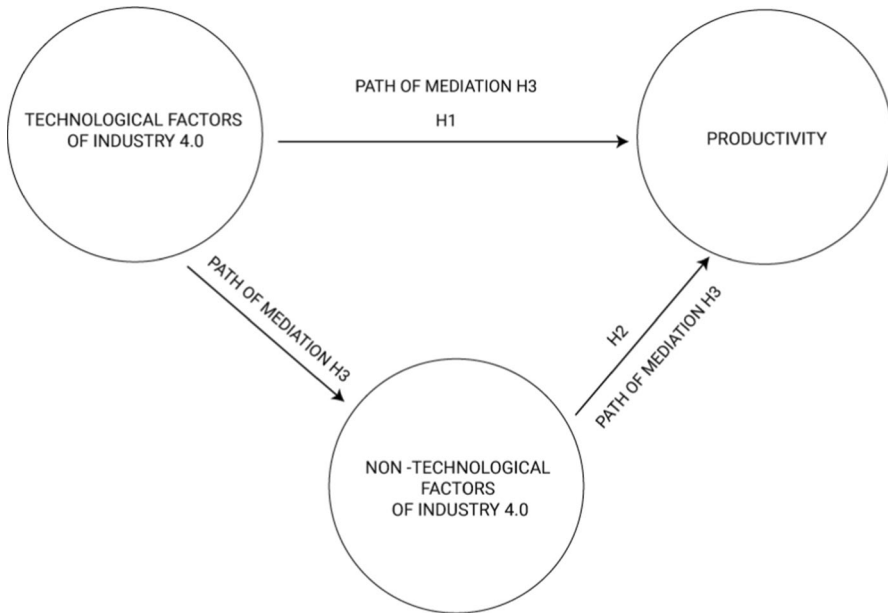 TECHNOLOGICAL FACTORS
OF INDUSTRY 4.0
PATH OF MEDIATION H3
H1
PRODUCTIVITY
PATH OF MEDIATION H3
H2
PATH OF MEDIATION H3
NON -TECHNOLOGICAL
FACTORS
OF INDUSTRY 4.0